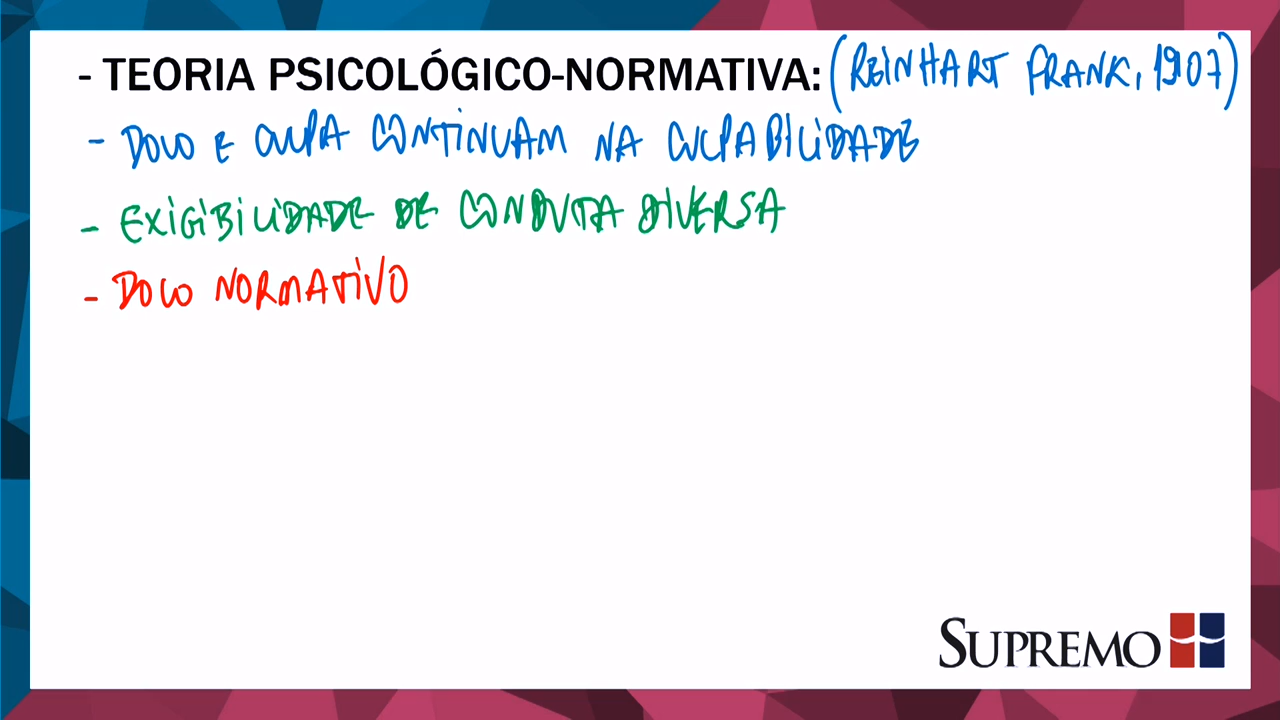 - TEORIA PSICOLÓGICO-NORMATIVA: (REINHART FRANK, 1907)
- DOLO E CULPA CONTINUAM NA CULPABILIDADE
- EXIGIBILIDADE DE CONDUTA DIVERSA
- DOLO NORMATIVO
SUPREMO